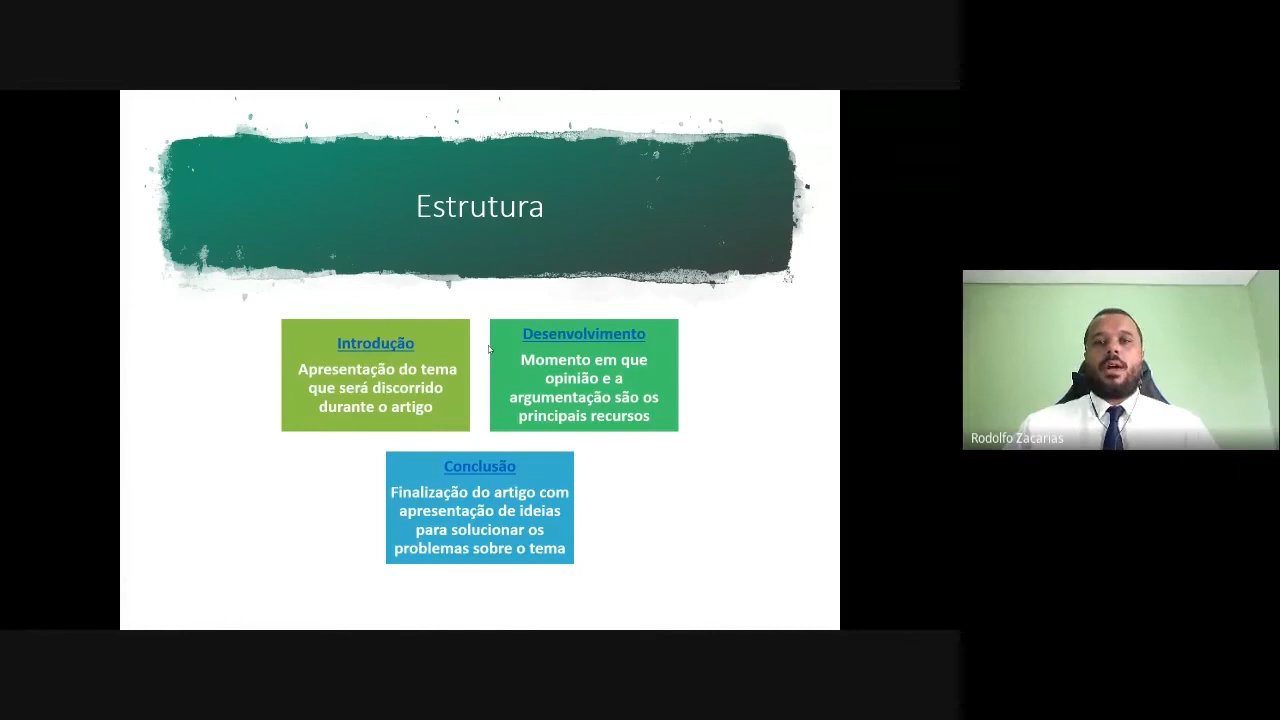 Estrutura
Introdução
Apresentação do tema
que será discorrido
durante o artigo
Desenvolvimento
Momento em que
opinião e a
argumentação são os
principais recursos
Conclusão
Finalização do artigo com
apresentação de ideias
para solucionar os
problemas sobre o tema
Rodolfo Zacarias